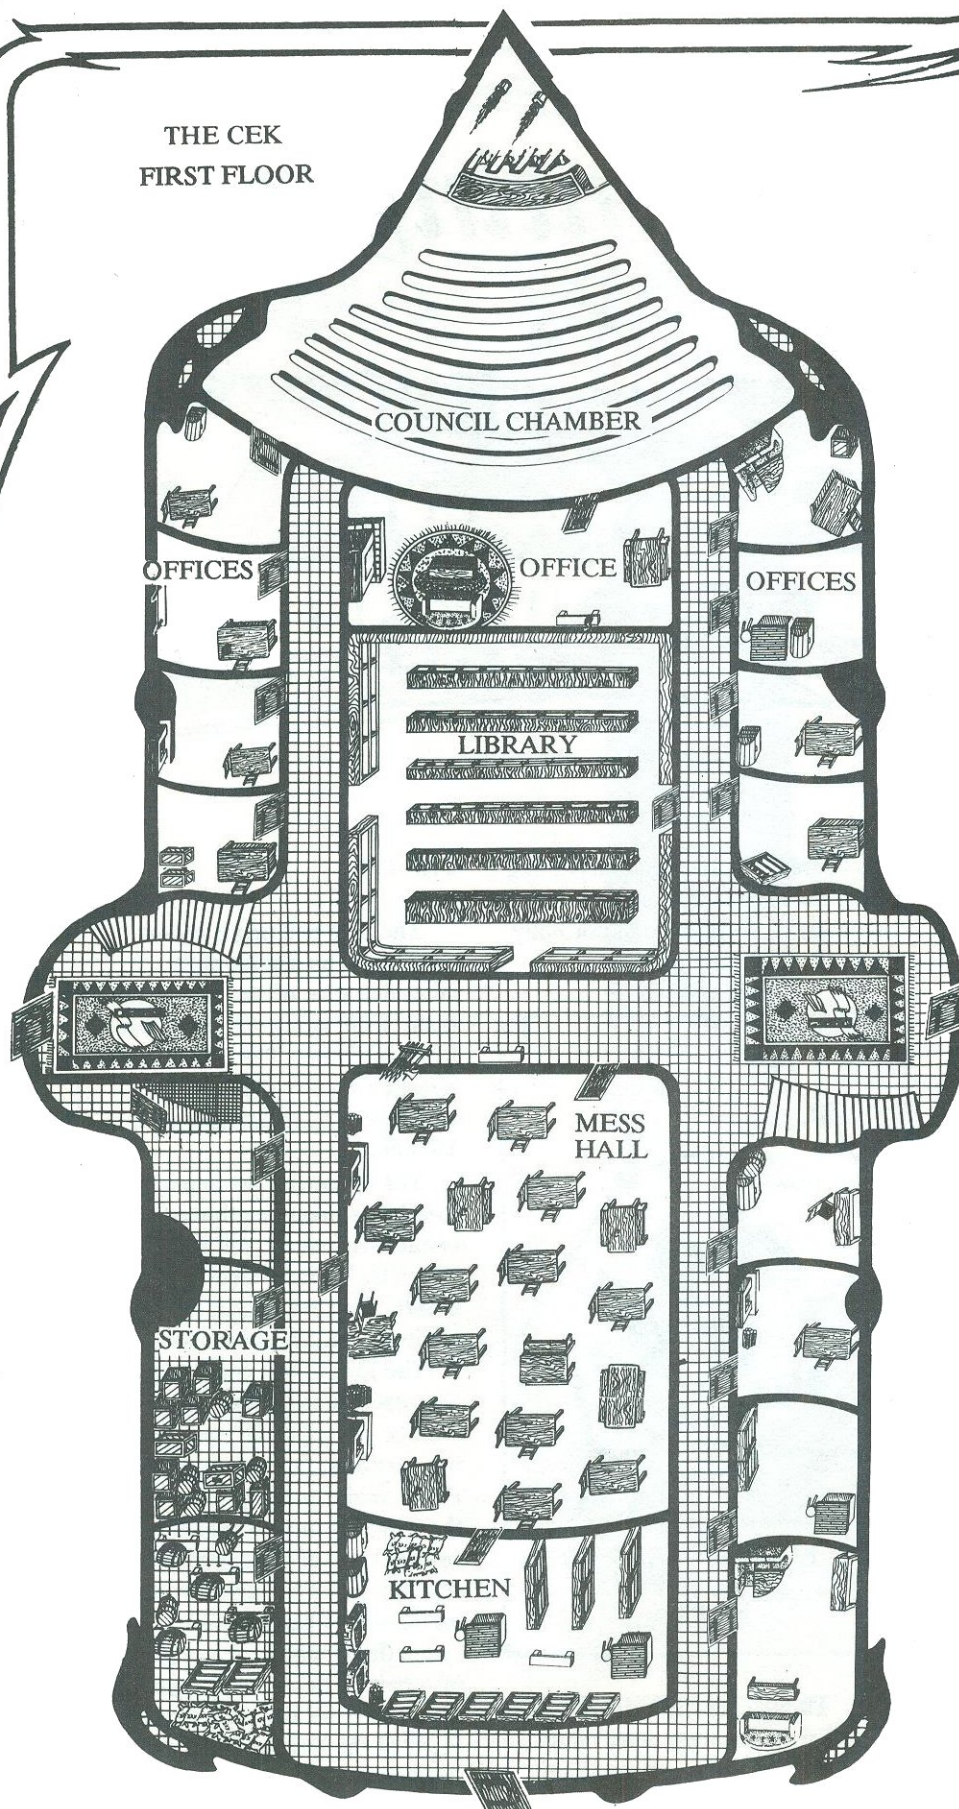 THE CEK
FIRST FLOOR
COUNCIL CHAMBER
OFFICES
OFFICE
OFFICES
LIBRARY
MESS
HALL
STORAGE
KITCHEN